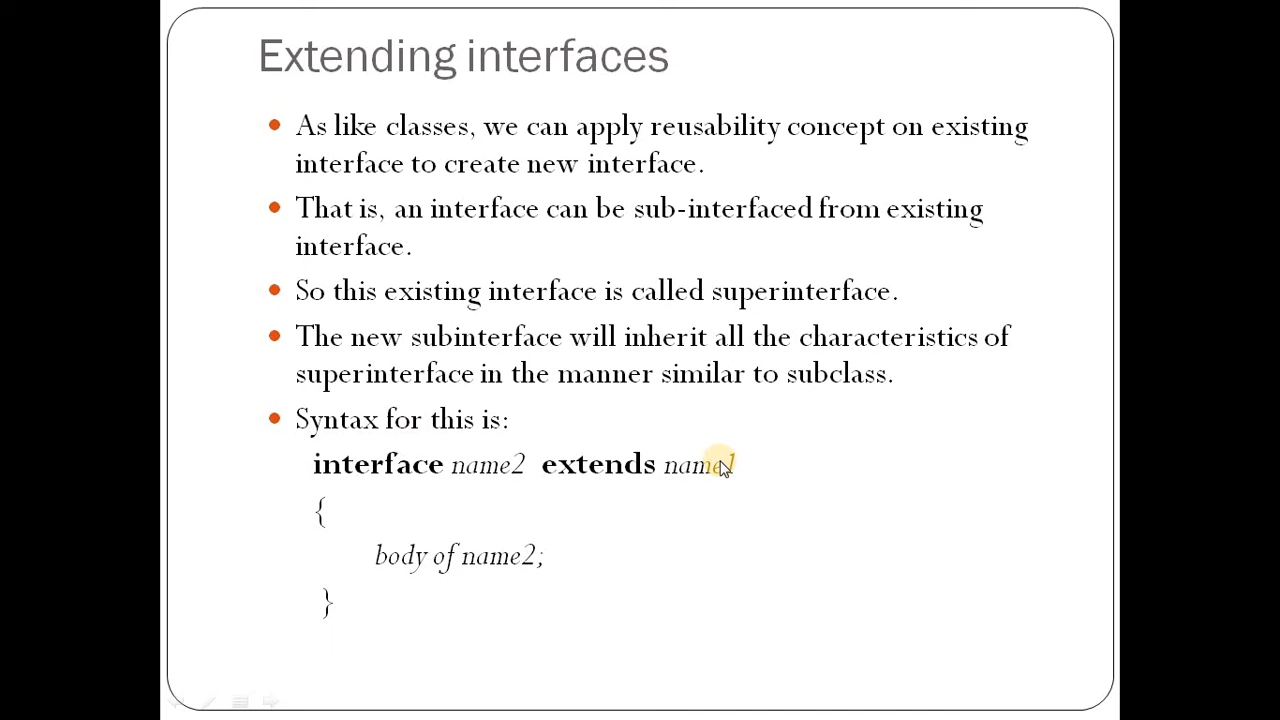 Extending interfaces
As like classes, we can apply reusability concept on existing
interface to create new interface.
That is, an interface can be sub-interfaced from existing
interface.
So this existing interface is called superinterface.
The new subinterface will inherit all the characteristics of
superinterface in the manner similar to subclass.
Syntax for this is:
interface name2 extends name1
{
body of name2;
}